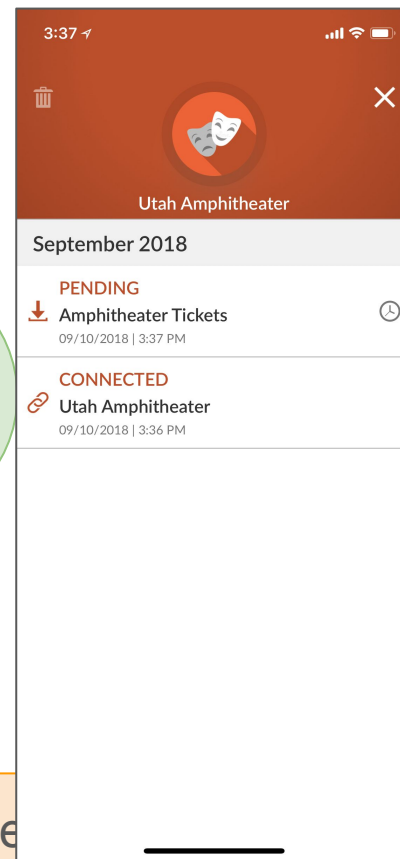 3:37
Utah Amphitheater
September 2018
PENDING
Amphitheater Tickets
09/10/2018 | 3:37 PM
CONNECTED
Utah Amphitheater
09/10/2018 | 3:36 PM
e